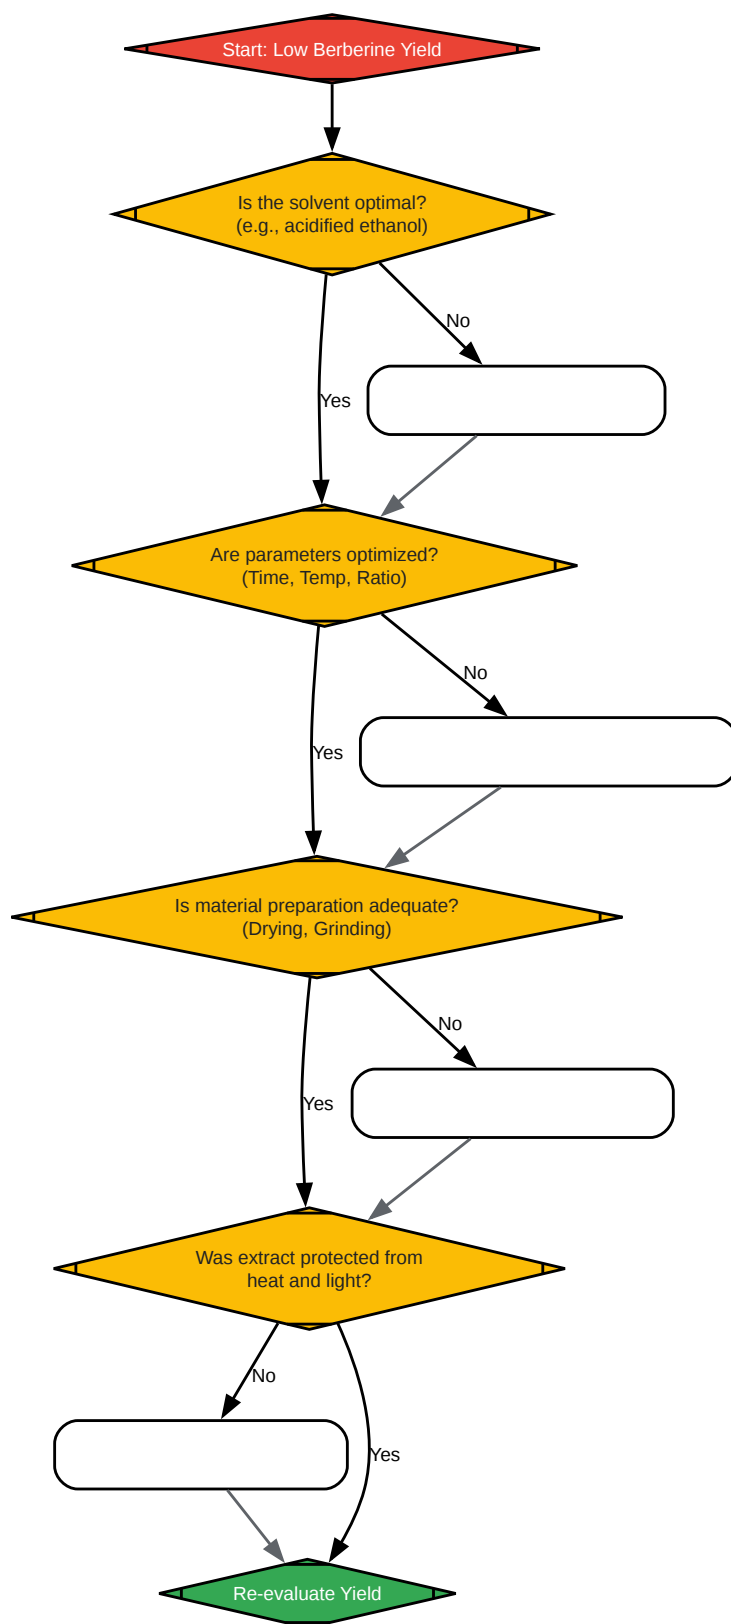 Start: Low Berberine Yield
Is the solvent optimal?
(e.g., acidified ethanol)
No
Yes
Are parameters optimized?
(Time, Temp, Ratio)
No
Yes
Is material preparation adequate?
(Drying, Grinding)
No
Yes
Was extract protected from
heat and light?
No
Yes
Re-evaluate Yield